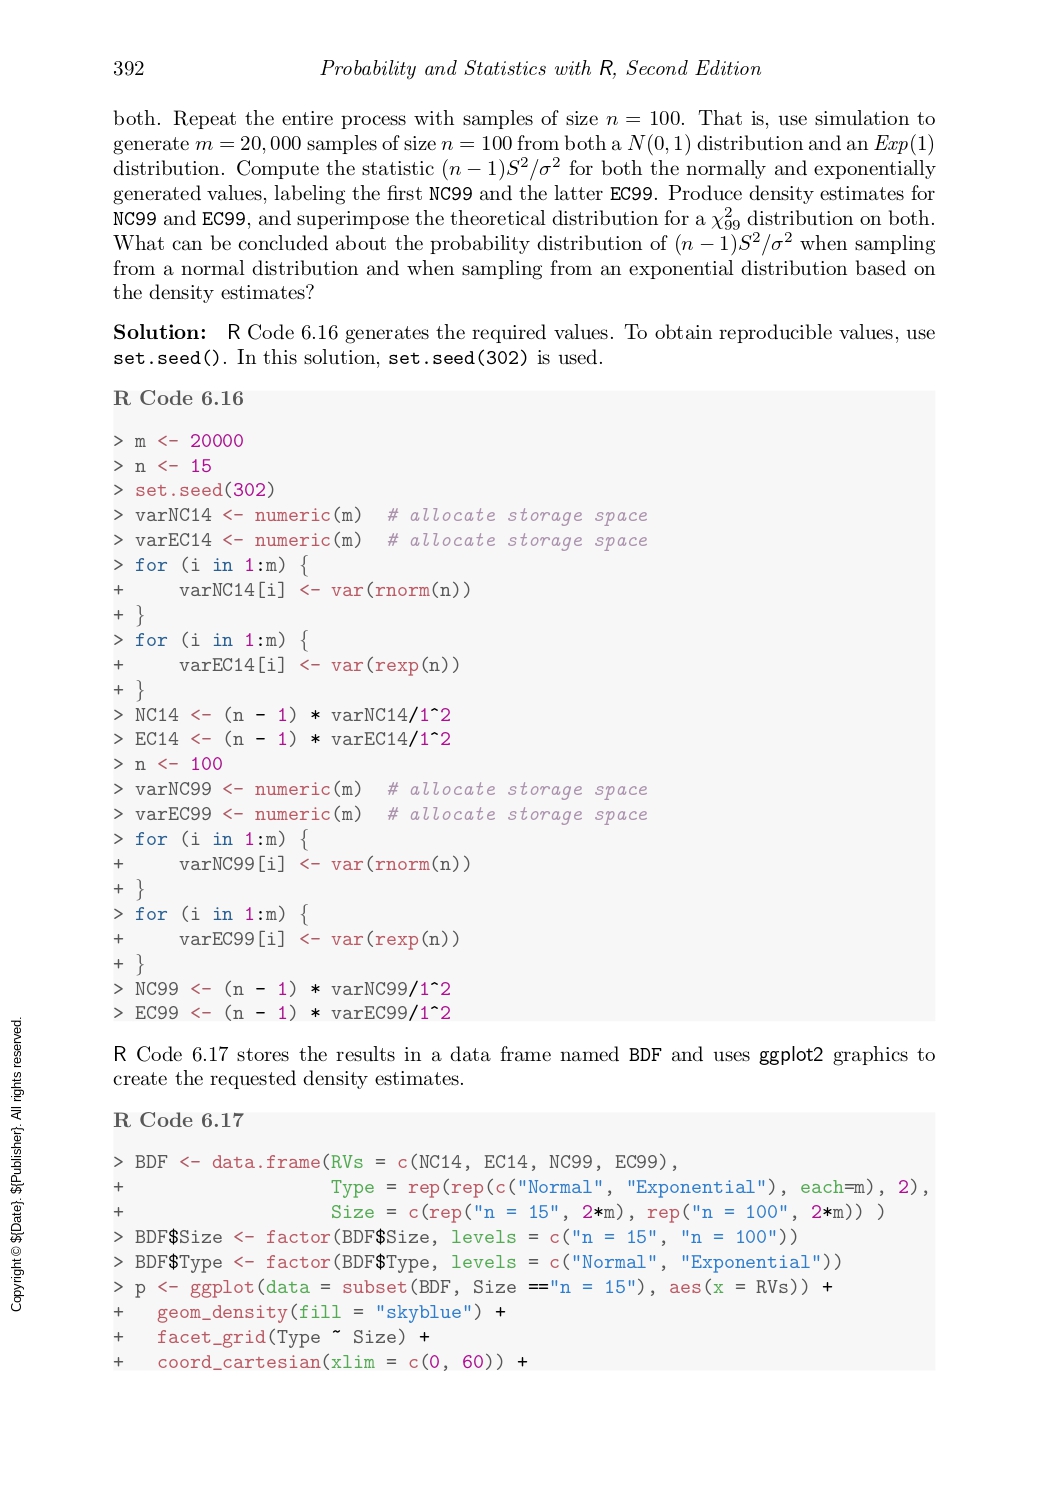 392 Probability and Statistics with R, Second Edition
both. Repeat the entire process with samples of size n = 100. That is, use simulation to
generate m = 20, 000 samples of size n = 100 from both a N(0, 1) distribution and an Exp(1)
distribution. Compute the statistic (n − 1)S²/σ² for both the normally and exponentially
generated values, labeling the first NC99 and the latter EC99. Produce density estimates for
NC99 and EC99, and superimpose the theoretical distribution for a χ²₉₉ distribution on both.
What can be concluded about the probability distribution of (n − 1)S²/σ² when sampling
from a normal distribution and when sampling from an exponential distribution based on
the density estimates?
Solution: R Code 6.16 generates the required values. To obtain reproducible values, use
set.seed(). In this solution, set.seed(302) is used.
R Code 6.16
> m <- 20000
> n <- 15
> set.seed(302)
> varNC14 <- numeric(m)  # allocate storage space
> varEC14 <- numeric(m)  # allocate storage space
> for (i in 1:m) {
+     varNC14[i] <- var(rnorm(n))
+ }
> for (i in 1:m) {
+     varEC14[i] <- var(rexp(n))
+ }
> NC14 <- (n - 1) * varNC14/1^2
> EC14 <- (n - 1) * varEC14/1^2
> n <- 100
> varNC99 <- numeric(m)  # allocate storage space
> varEC99 <- numeric(m)  # allocate storage space
> for (i in 1:m) {
+     varNC99[i] <- var(rnorm(n))
+ }
> for (i in 1:m) {
+     varEC99[i] <- var(rexp(n))
+ }
> NC99 <- (n - 1) * varNC99/1^2
> EC99 <- (n - 1) * varEC99/1^2
R Code 6.17 stores the results in a data frame named BDF and uses ggplot2 graphics to
create the requested density estimates.
R Code 6.17
> BDF <- data.frame(RVs = c(NC14, EC14, NC99, EC99),
+                   Type = rep(rep(c("Normal", "Exponential"), each=m), 2),
+                   Size = c(rep("n = 15", 2*m), rep("n = 100", 2*m)) )
> BDF$Size <- factor(BDF$Size, levels = c("n = 15", "n = 100"))
> BDF$Type <- factor(BDF$Type, levels = c("Normal", "Exponential"))
> p <- ggplot(data = subset(BDF, Size =="n = 15"), aes(x = RVs)) +
+   geom_density(fill = "skyblue") +
+   facet_grid(Type ~ Size) +
+   coord_cartesian(xlim = c(0, 60)) +
Copyright © ${Date}. ${Publisher}. All rights reserved.